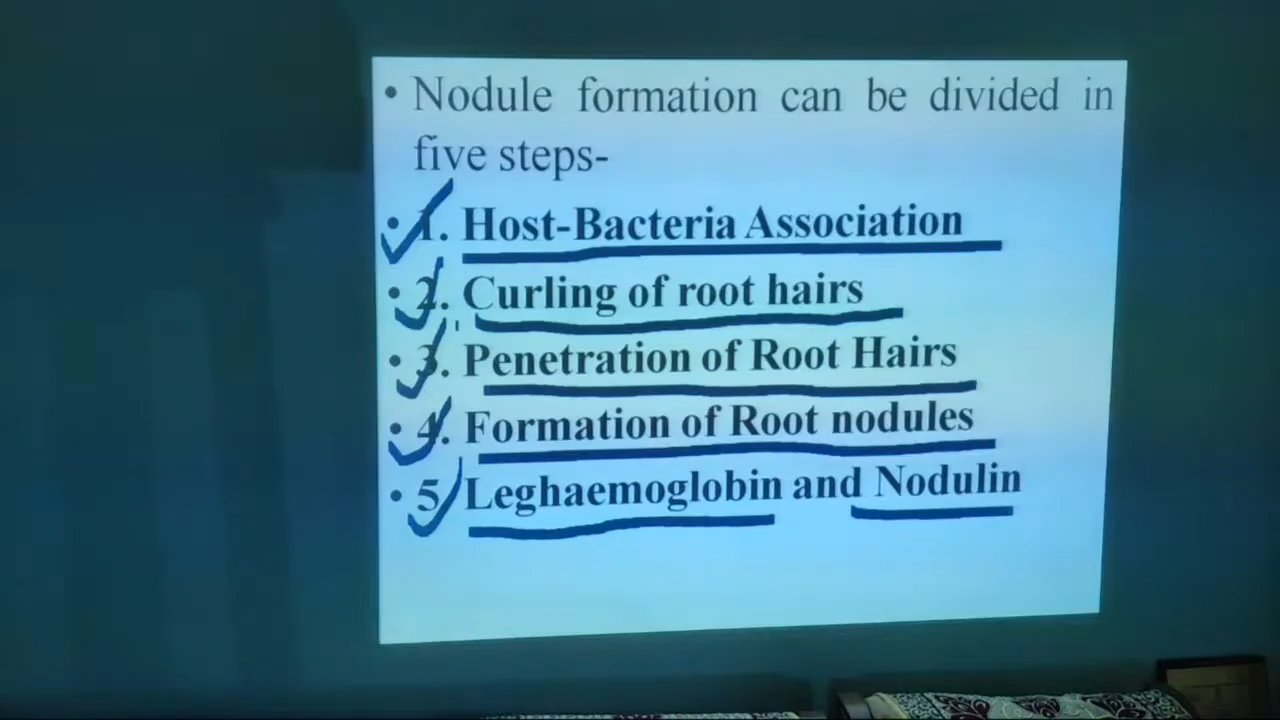 • Nodule formation can be divided in
five steps-
• 1. Host-Bacteria Association
• 2. Curling of root hairs
• 3. Penetration of Root Hairs
• 4. Formation of Root nodules
• 5. Leghaemoglobin and Nodulin